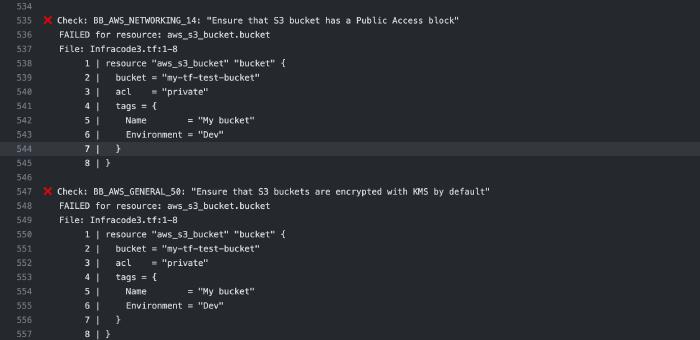 534
535 ❌ Check: BB_AWS_NETWORKING_14: "Ensure that S3 bucket has a Public Access block"
536 FAILED for resource: aws_s3_bucket.bucket
537 File: Infracode3.tf:1-8
538 1 | resource "aws_s3_bucket" "bucket" {
539 2 | bucket = "my-tf-test-bucket"
540 3 | acl    = "private"
541 4 | tags = {
542 5 | Name        = "My bucket"
543 6 | Environment = "Dev"
544 7 | }
545 8 | }
546
547 ❌ Check: BB_AWS_GENERAL_50: "Ensure that S3 buckets are encrypted with KMS by default"
548 FAILED for resource: aws_s3_bucket.bucket
549 File: Infracode3.tf:1-8
550 1 | resource "aws_s3_bucket" "bucket" {
551 2 | bucket = "my-tf-test-bucket"
552 3 | acl    = "private"
553 4 | tags = {
554 5 | Name        = "My bucket"
555 6 | Environment = "Dev"
556 7 | }
557 8 | }